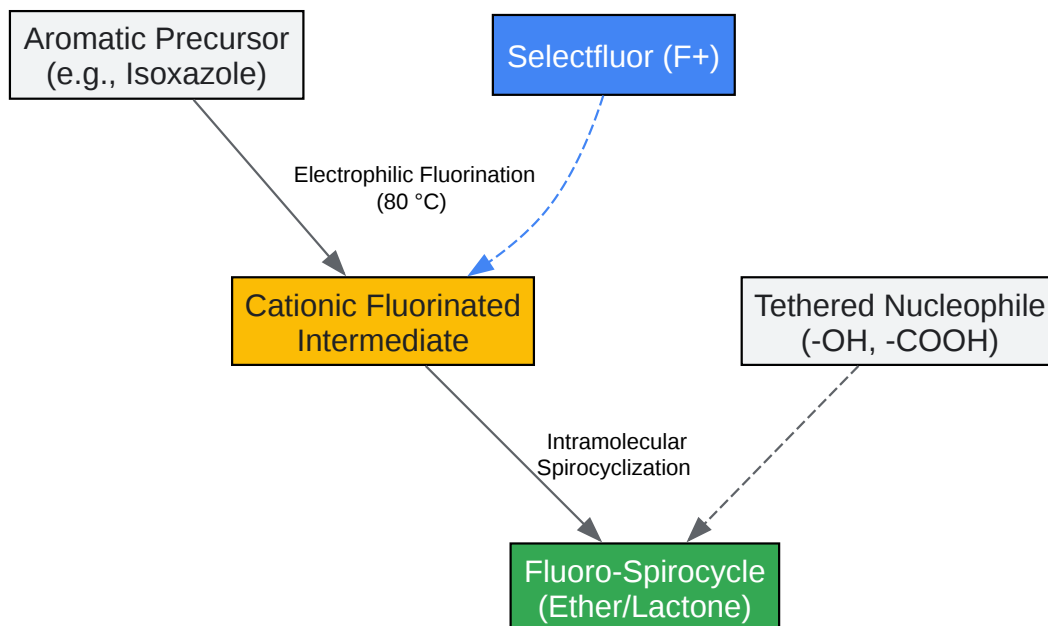 Aromatic Precursor
(e.g., Isoxazole)
Selectfluor (F+)
Electrophilic Fluorination
(80 °C)
Cationic Fluorinated
Intermediate
Tethered Nucleophile
(-OH, -COOH)
Intramolecular
Spirocyclization
Fluoro-Spirocycle
(Ether/Lactone)